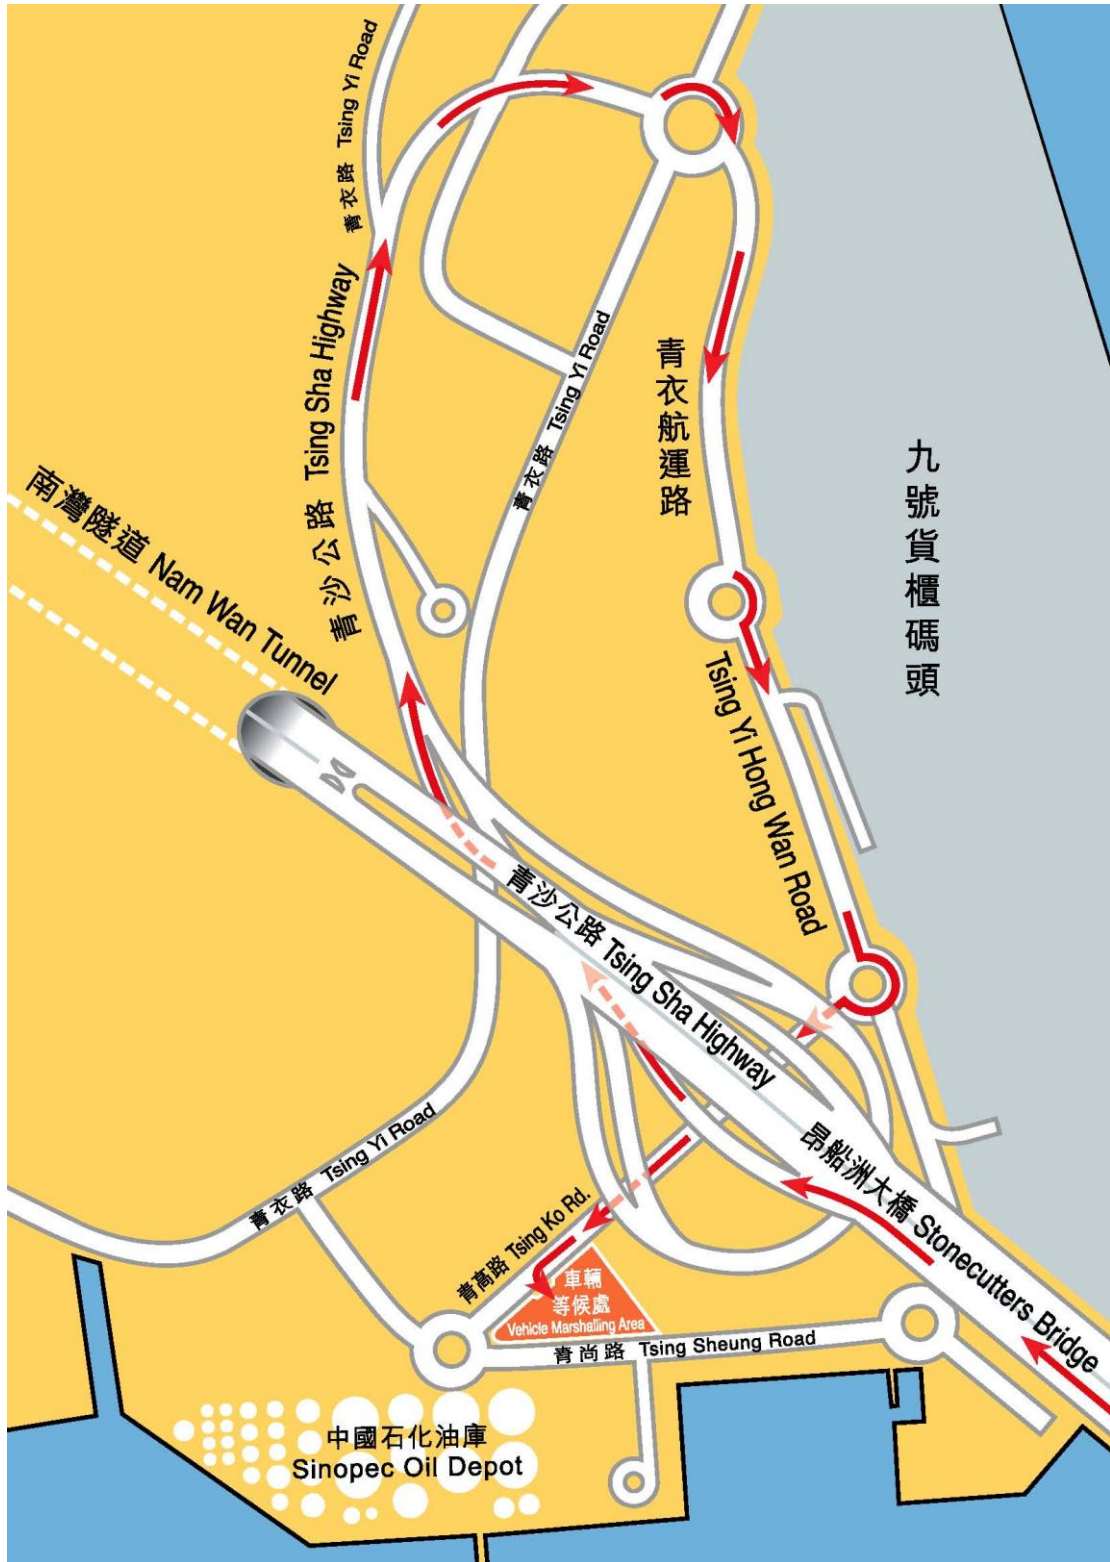 青衣路 Tsing Yi Road
青沙公路 Tsing Sha Highway
青衣路 Tsing Yi Road
青衣航運路
九號貨櫃碼頭
南灣隧道 Nam Wan Tunnel
Tsing Yi Hong Wan Road
青沙公路 Tsing Sha Highway
昂船洲大橋 Stonecutters Bridge
青衣路 Tsing Yi Road
青高路 Tsing Ko Rd.
車輛
等候處
Vehicle Marshalling Area
青尚路 Tsing Sheung Road
中國石化油庫
Sinopec Oil Depot